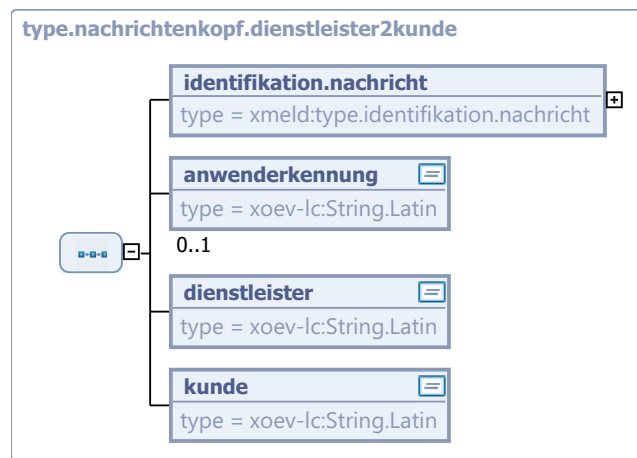 type.nachrichtenkopf.dienstleister2kunde
identifikation.nachricht
type = xmeld:type.identifikation.nachricht
anwenderkennung
type = xoev-lc:String.Latin
0..1
dienstleister
type = xoev-lc:String.Latin
kunde
type = xoev-lc:String.Latin